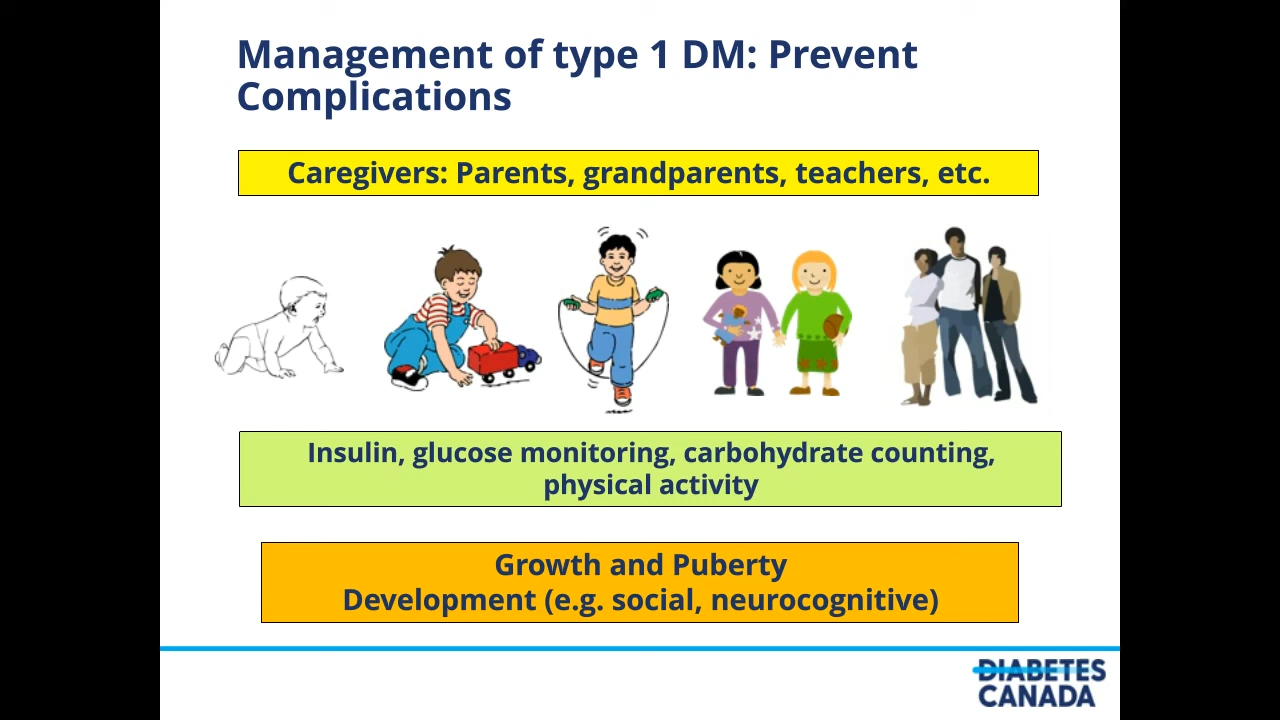 Management of type 1 DM: Prevent
Complications
Caregivers: Parents, grandparents, teachers, etc.
Insulin, glucose monitoring, carbohydrate counting,
physical activity
Growth and Puberty
Development (e.g. social, neurocognitive)
DIABETES
CANADA